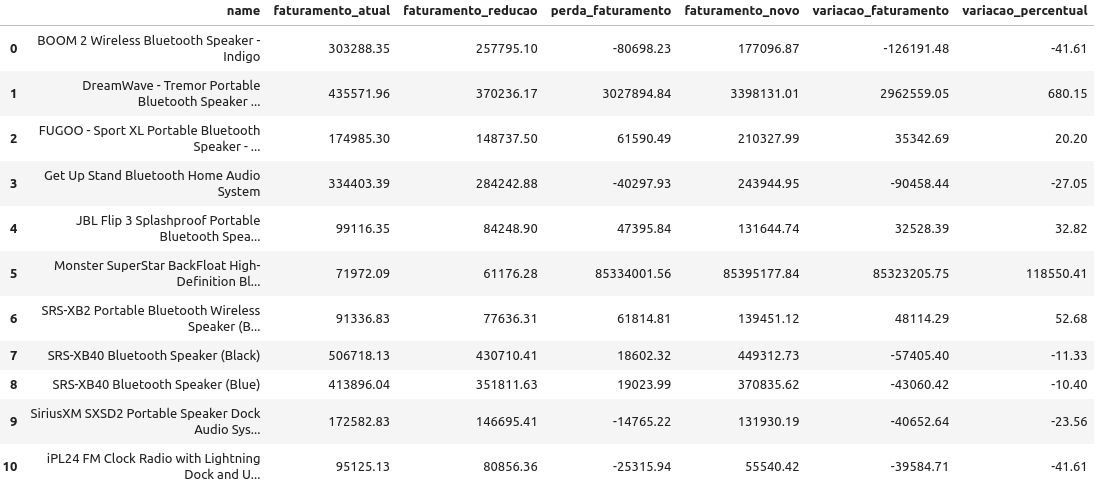 name faturamento_atual faturamento_reducao perda_faturamento faturamento_novo variacao_faturamento variacao_percentual
0 BOOM 2 Wireless Bluetooth Speaker - Indigo 303288.35 257795.10 -80698.23 177096.87 -126191.48 -41.61
1 DreamWave - Tremor Portable Bluetooth Speaker ... 435571.96 370236.17 3027894.84 3398131.01 2962559.05 680.15
2 FUGOO - Sport XL Portable Bluetooth Speaker - ... 174985.30 148737.50 61590.49 210327.99 35342.69 20.20
3 Get Up Stand Bluetooth Home Audio System 334403.39 284242.88 -40297.93 243944.95 -90458.44 -27.05
4 JBL Flip 3 Splashproof Portable Bluetooth Spea... 99116.35 84248.90 47395.84 131644.74 32528.39 32.82
5 Monster SuperStar BackFloat High-Definition Bl... 71972.09 61176.28 85334001.56 85395177.84 85323205.75 118550.41
6 SRS-XB2 Portable Bluetooth Wireless Speaker (B... 91336.83 77636.31 61814.81 139451.12 48114.29 52.68
7 SRS-XB40 Bluetooth Speaker (Black) 506718.13 430710.41 18602.32 449312.73 -57405.40 -11.33
8 SRS-XB40 Bluetooth Speaker (Blue) 413896.04 351811.63 19023.99 370835.62 -43060.42 -10.40
9 SiriusXM SXSD2 Portable Speaker Dock Audio Sys... 172582.83 146695.41 -14765.22 131930.19 -40652.64 -23.56
10 iPL24 FM Clock Radio with Lightning Dock and U... 95125.13 80856.36 -25315.94 55540.42 -39584.71 -41.61